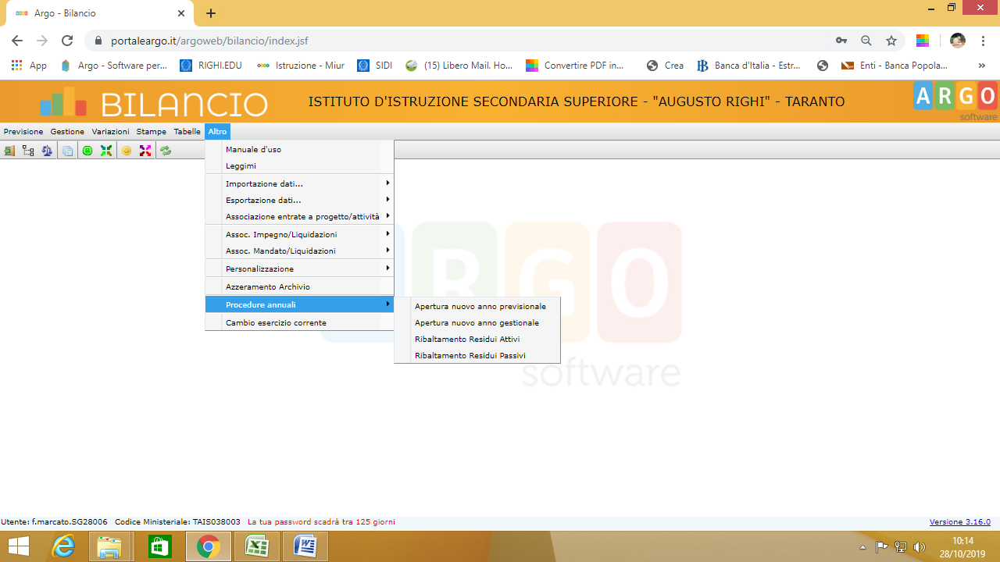 Argo - Bilancio
portaleargo.it/argoweb/bilancio/index.jsf
App Argo - Software per... RIGHI.EDU Istruzione - Miur SIDI (15) Libero Mail. Ho... Convertire PDF in... Crea Banca d'Italia - Estr... Enti - Banca Popola... »
BILANCIO ISTITUTO D'ISTRUZIONE SECONDARIA SUPERIORE - "AUGUSTO RIGHI" - TARANTO ARGO
software
Previsione Gestione Variazioni Stampe Tabelle Altro
Manuale d'uso
Leggimi
Importazione dati...
Esportazione dati...
Associazione entrate a progetto/attività
Assoc. Impegno/Liquidazioni
Assoc. Mandato/Liquidazioni
Personalizzazione
Azzeramento Archivio
Procedure annuali
Cambio esercizio corrente
Apertura nuovo anno previsionale
Apertura nuovo anno gestionale
Ribaltamento Residui Attivi
Ribaltamento Residui Passivi
RGO
software
Utente: f.marcato.SG28006 Codice Ministeriale: TAIS038003 La tua password scadrà tra 125 giorni Versione 3.16.0
10:14
28/10/2019